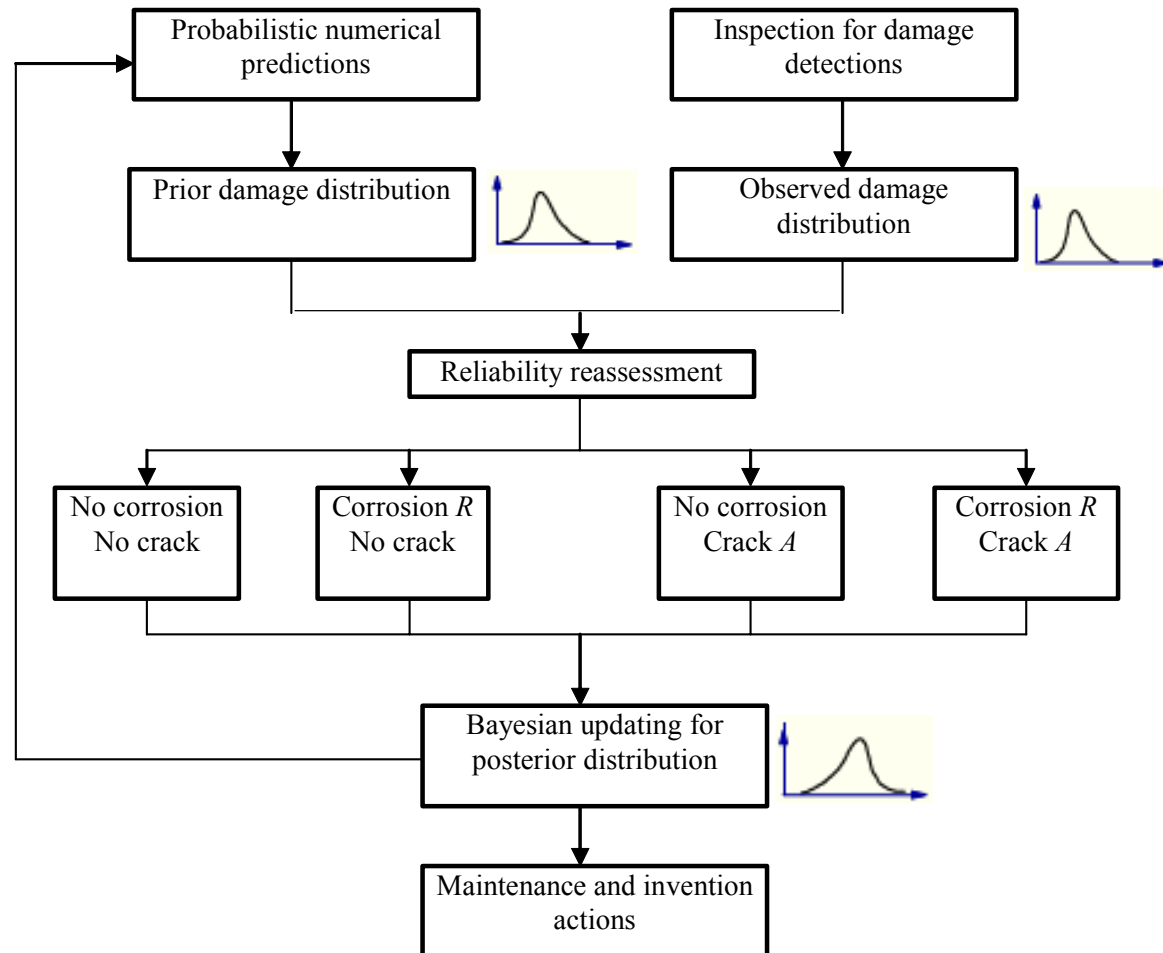 Probabilistic numerical
predictions
Inspection for damage
detections
Prior damage distribution
Observed damage
distribution
Reliability reassessment
No corrosion
No crack
Corrosion R
No crack
No corrosion
Crack A
Corrosion R
Crack A
Bayesian updating for
posterior distribution
Maintenance and invention
actions